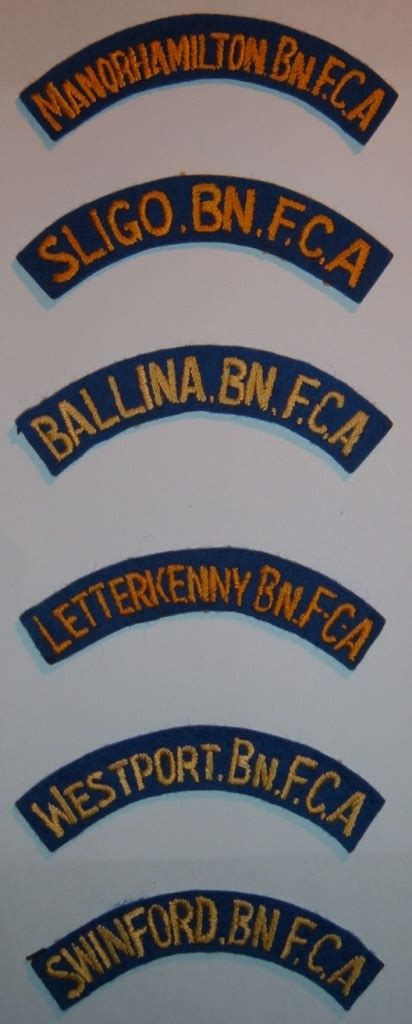 MANORHAMILTON.BN.F.C.A
SLIGO.BN.F.C.A
BALLINA.BN.F.C.A
LETTERKENNY BN.F.C.A
WESTPORT.BN.F.C.A
SWINFORD.BN F.C.A